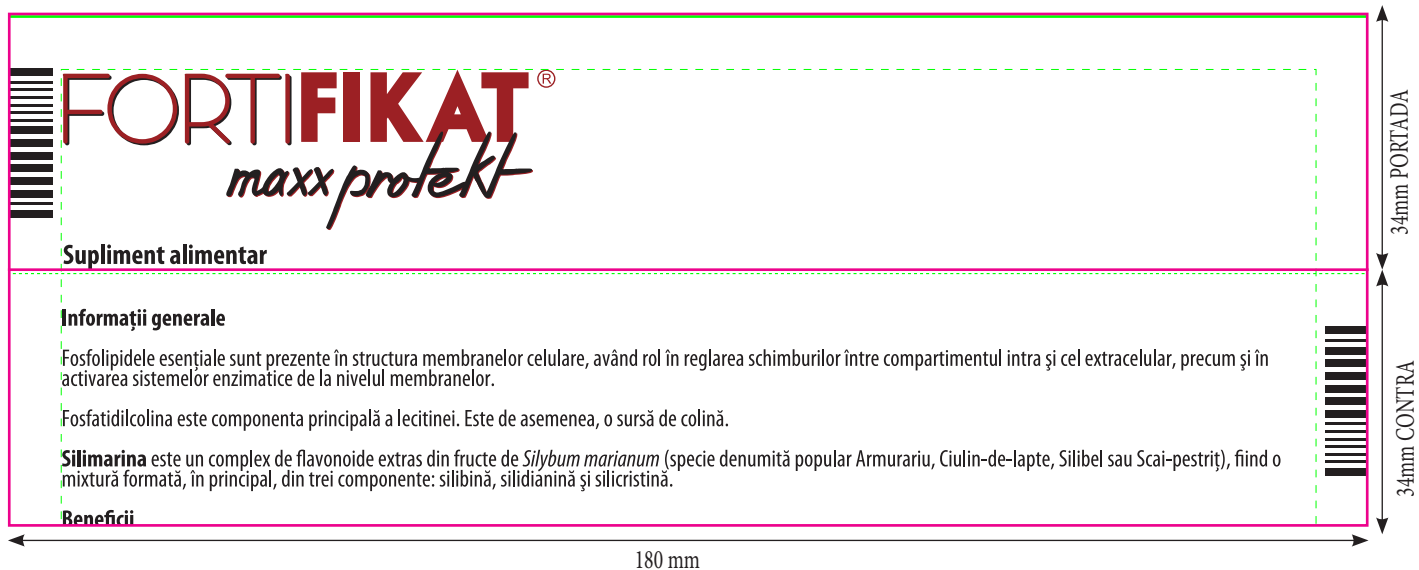 FORTIFIKAT®
maxx protekt
Supliment alimentar
34mm PORTADA
Informații generale
Fosfolipidele esențiale sunt prezente în structura membranelor celulare, având rol în reglarea schimburilor între compartimentul intra şi cel extracelular, precum şi în
activarea sistemelor enzimatice de la nivelul membranelor.
Fosfatidilcolina este componenta principală a lecitinei. Este de asemenea, o sursă de colină.
Silimarina este un complex de flavonoide extras din fructe de Silybum marianum (specie denumită popular Armurariu, Ciulin-de-lapte, Silibel sau Scai-pestriț), fiind o
mixtură formată, în principal, din trei componente: silibină, silidianină şi silicristină.
Beneficii
34mm CONTRA
180 mm